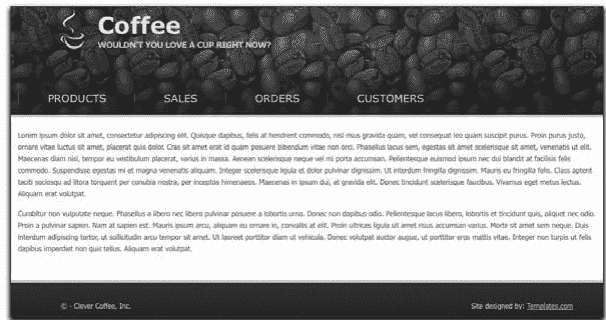 Coffee
WOULDN'T YOU LOVE A CUP RIGHT NOW?
PRODUCTS SALES ORDERS CUSTOMERS
Lorem ipsum dolor sit amet, consectetur adipiscing elit. Quisque dapibus, felis at hendrerit commodo, nisl risus gravida quam, vel consequat leo quam suscipit purus. Proin purus justo,
ornare vitae luctus sit amet, placerat quis dolor. Cras sit amet erat id quam posuere bibendum vitae non orci. Phasellus lacus sem, egestas sit amet scelerisque sit amet, venenatis ut elit.
Maecenas diam nisl, tempor eu vestibulum placerat, varius in massa. Aenean scelerisque neque vel mi porta accumsan. Pellentesque euismod ipsum nec dui blandit at facilisis felis
commodo. Suspendisse egestas mi et magna venenatis aliquam. Integer scelerisque ligula et dolor pulvinar dignissim. Ut interdum fringilla dignissim. Mauris eu fringilla felis. Class aptent
taciti sociosqu ad litora torquent per conubia nostra, per inceptos himenaeos. Maecenas in ipsum dui, at gravida elit. Donec tincidunt scelerisque faucibus. Vivamus eget metus lectus.
Aliquam erat volutpat.
Curabitur non vulputate neque. Phasellus a libero nec libero pulvinar posuere a lobortis urna. Donec non dapibus odio. Pellentesque lacus libero, lobortis et tincidunt quis, aliquet nec odio.
Proin a pulvinar sapien. Nam at sapien est. Mauris ipsum arcu, aliquam eu ornare in, convallis at elit. Proin ultrices ligula sit amet risus accumsan varius. Morbi sit amet sem neque. Duis
interdum adipiscing tortor, ut sollicitudin arcu tempor sit amet. Ut laoreet porttitor diam ut vehicula. Donec volutpat auctor augue, ut porttitor eros mattis vitae. Integer non turpis ut felis
dapibus imperdiet non quis tellus. Aliquam erat volutpat.
© - Clever Coffee, Inc. Site designed by: Templates.com